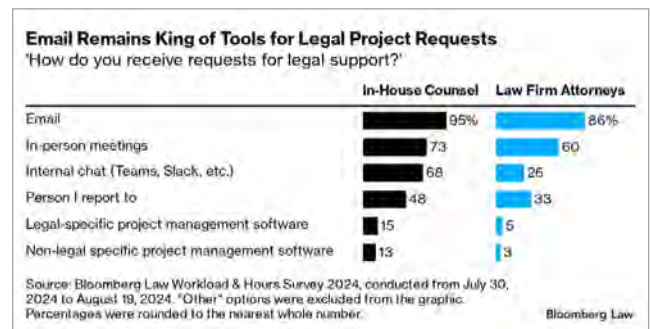 Email Remains King of Tools for Legal Project Requests
'How do you receive requests for legal support?'
In-House Counsel Law Firm Attorneys
Email 95% 86%
In-person meetings 73 60
Internal chat (Teams, Slack, etc.) 68 26
Person I report to 48 33
Legal-specific project management software 15 5
Non-legal specific project management software 13 3
Source: Bloomberg Law Workload & Hours Survey 2024, conducted from July 30,
2024 to August 19, 2024. "Other" options were excluded from the graphic.
Percentages were rounded to the nearest whole number. Bloomberg Law